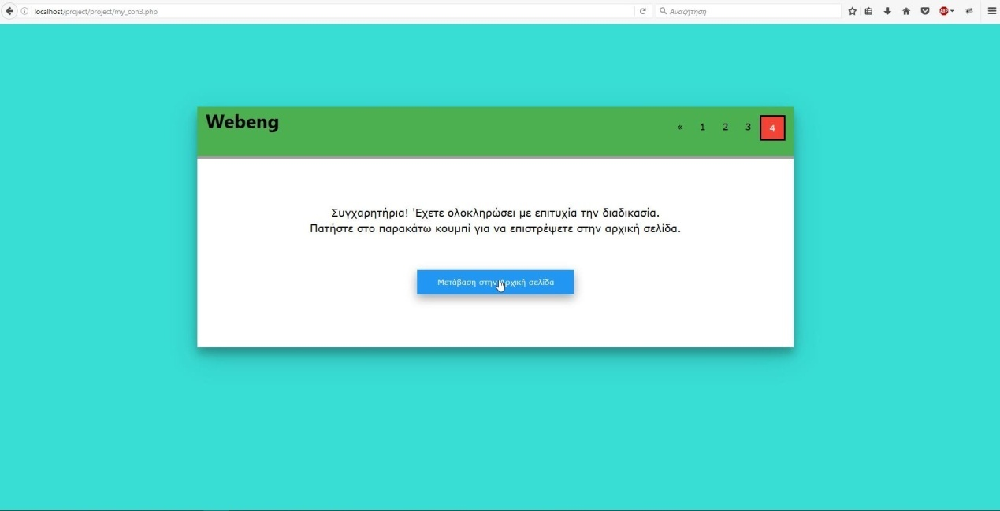 localhost/project/project/my_con3.php
Αναζήτηση
ABP
Webeng
« 1 2 3 4
Συγχαρητήρια! 'Εχετε ολοκληρώσει με επιτυχία την διαδικασία.
Πατήστε στο παρακάτω κουμπί για να επιστρέψετε στην αρχική σελίδα.
Μετάβαση στην Αρχική σελίδα